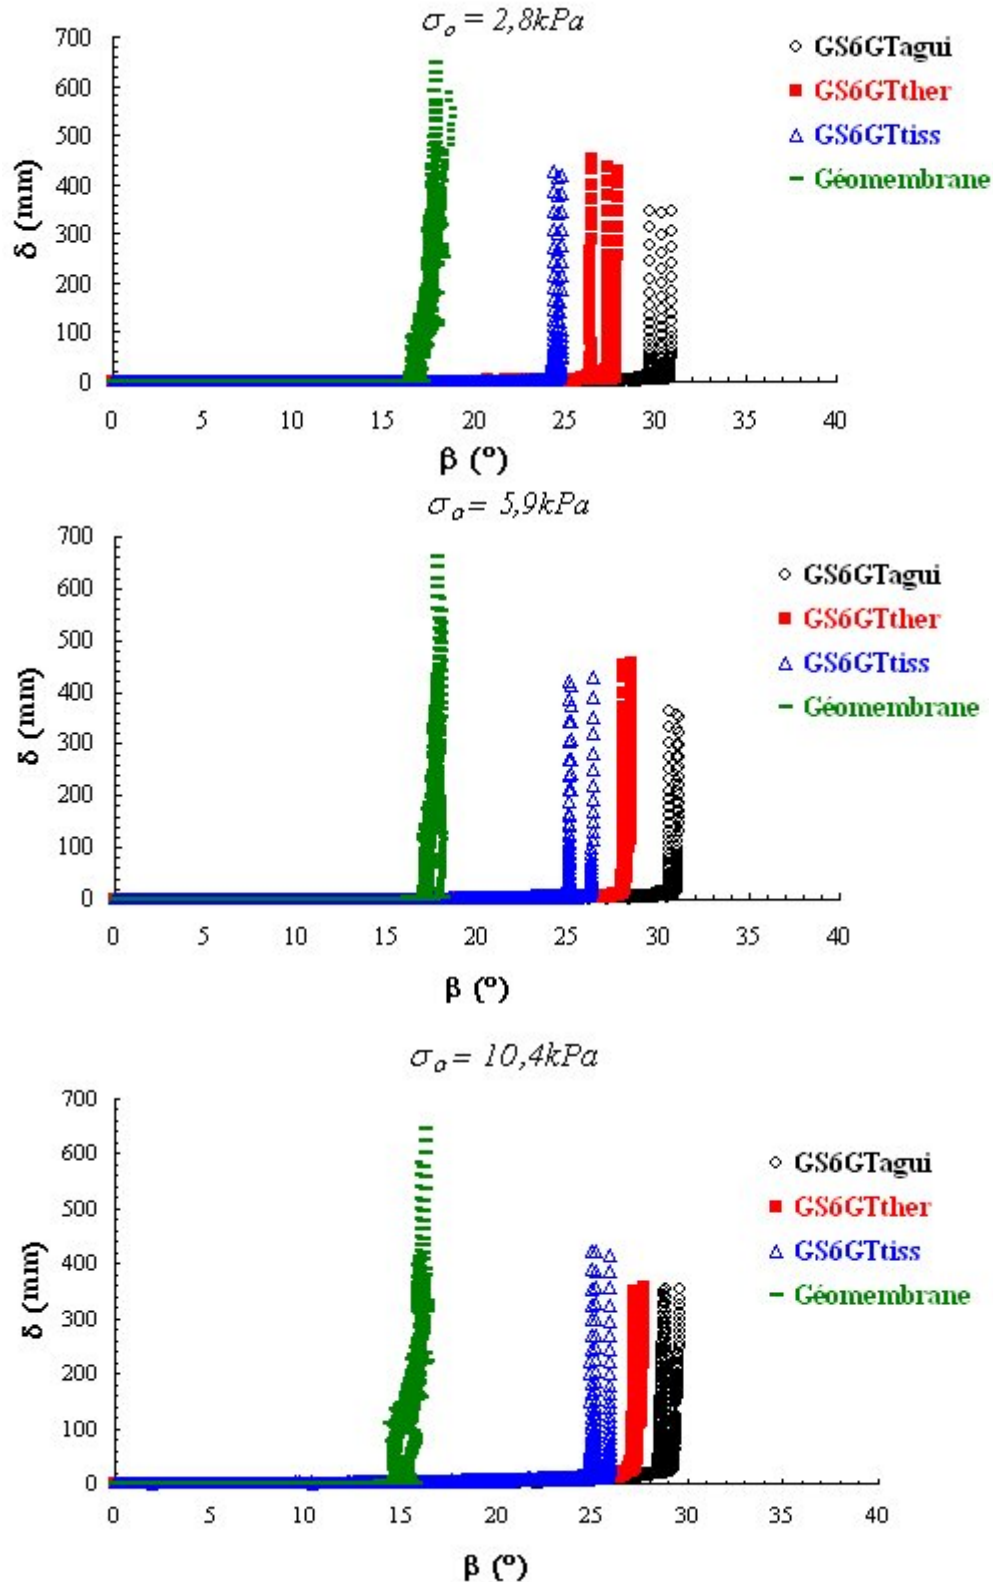 σo = 2,8kPa
700
600
500
400
300
200
100
0
δ (mm)
GS6GTagui
GS6GTther
GS6GTtiss
Géomembrane
0 5 10 15 20 25 30 35 40
β (º)
σo = 5,9kPa
700
600
500
400
300
200
100
0
δ (mm)
GS6GTagui
GS6GTther
GS6GTtiss
Géomembrane
0 5 10 15 20 25 30 35 40
β (º)
σo = 10,4kPa
700
600
500
400
300
200
100
0
δ (mm)
GS6GTagui
GS6GTther
GS6GTtiss
Géomembrane
0 5 10 15 20 25 30 35 40
β (º)